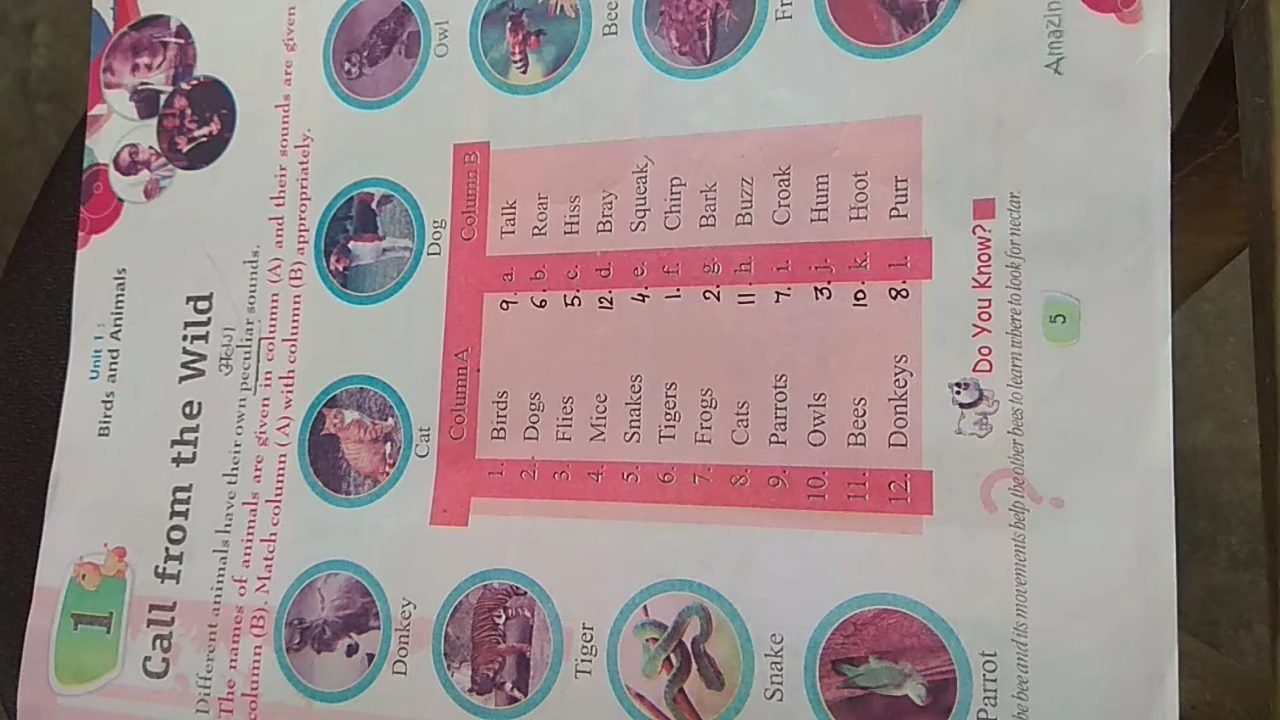 1
Unit 1 :
Birds and Animals
Call from the Wild
अलग
Different animals have their own peculiar sounds.
The names of animals are given in column (A) and their sounds are given
column (B). Match column (A) with column (B) appropriately.
Donkey
Cat
Dog
Owl
Tiger
Snake
Parrot
Bee
Fr
Column A Column B
1. Birds 9. a. Talk
2. Dogs 6. b. Roar
3. Flies 5. c. Hiss
4. Mice 12. d. Bray
5. Snakes 4. e. Squeak,
6. Tigers 1. f. Chirp
7. Frogs 2. g. Bark
8. Cats 11. h. Buzz
9. Parrots 7. i. Croak
10. Owls 3. j. Hum
11. Bees 10. k. Hoot
12. Donkeys 8. l. Purr
? Do You Know?
he bee and its movements help the other bees to learn where to look for nectar.
5
Amazin